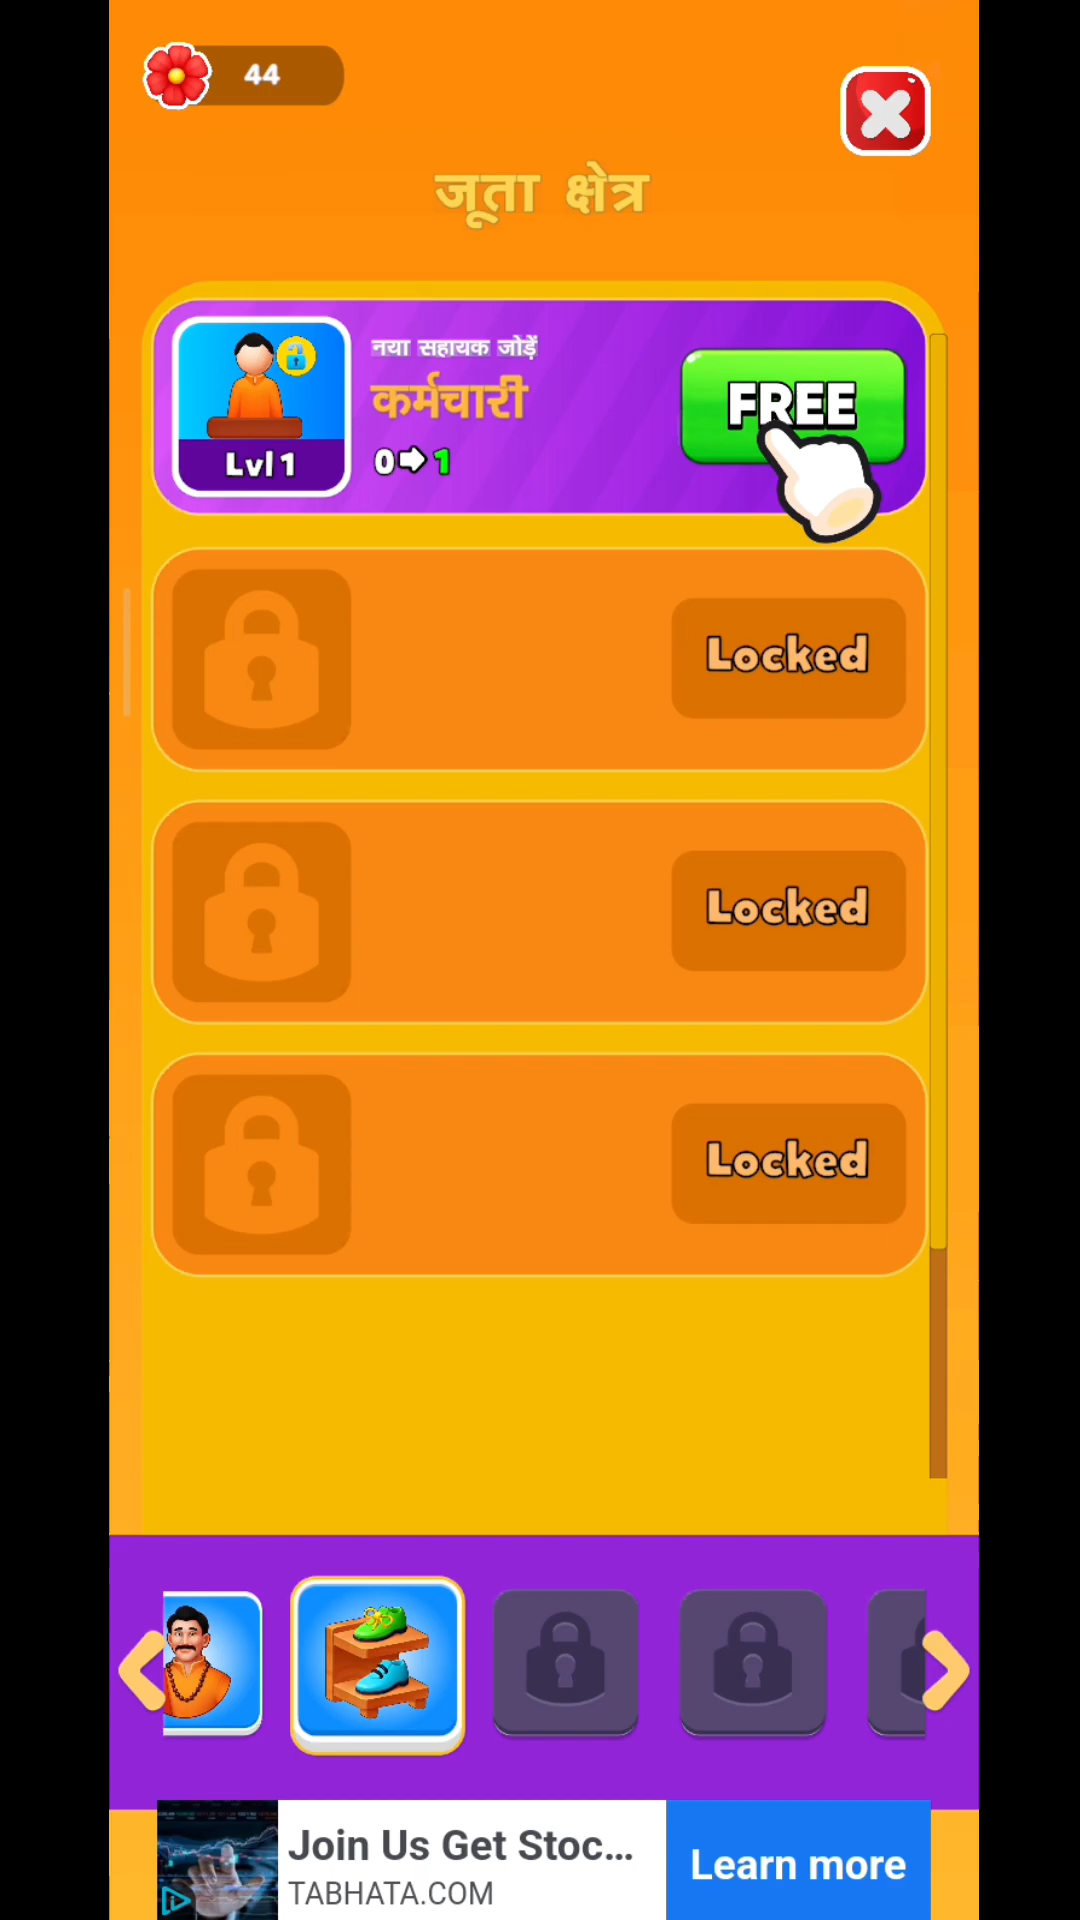 44
जूता क्षेत्र
नया सहायक जोड़ें
कर्मचारी
0 1
Lvl 1
FREE
Locked
Locked
Locked
Join Us Get Stoc...
TABHATA.COM
Learn more